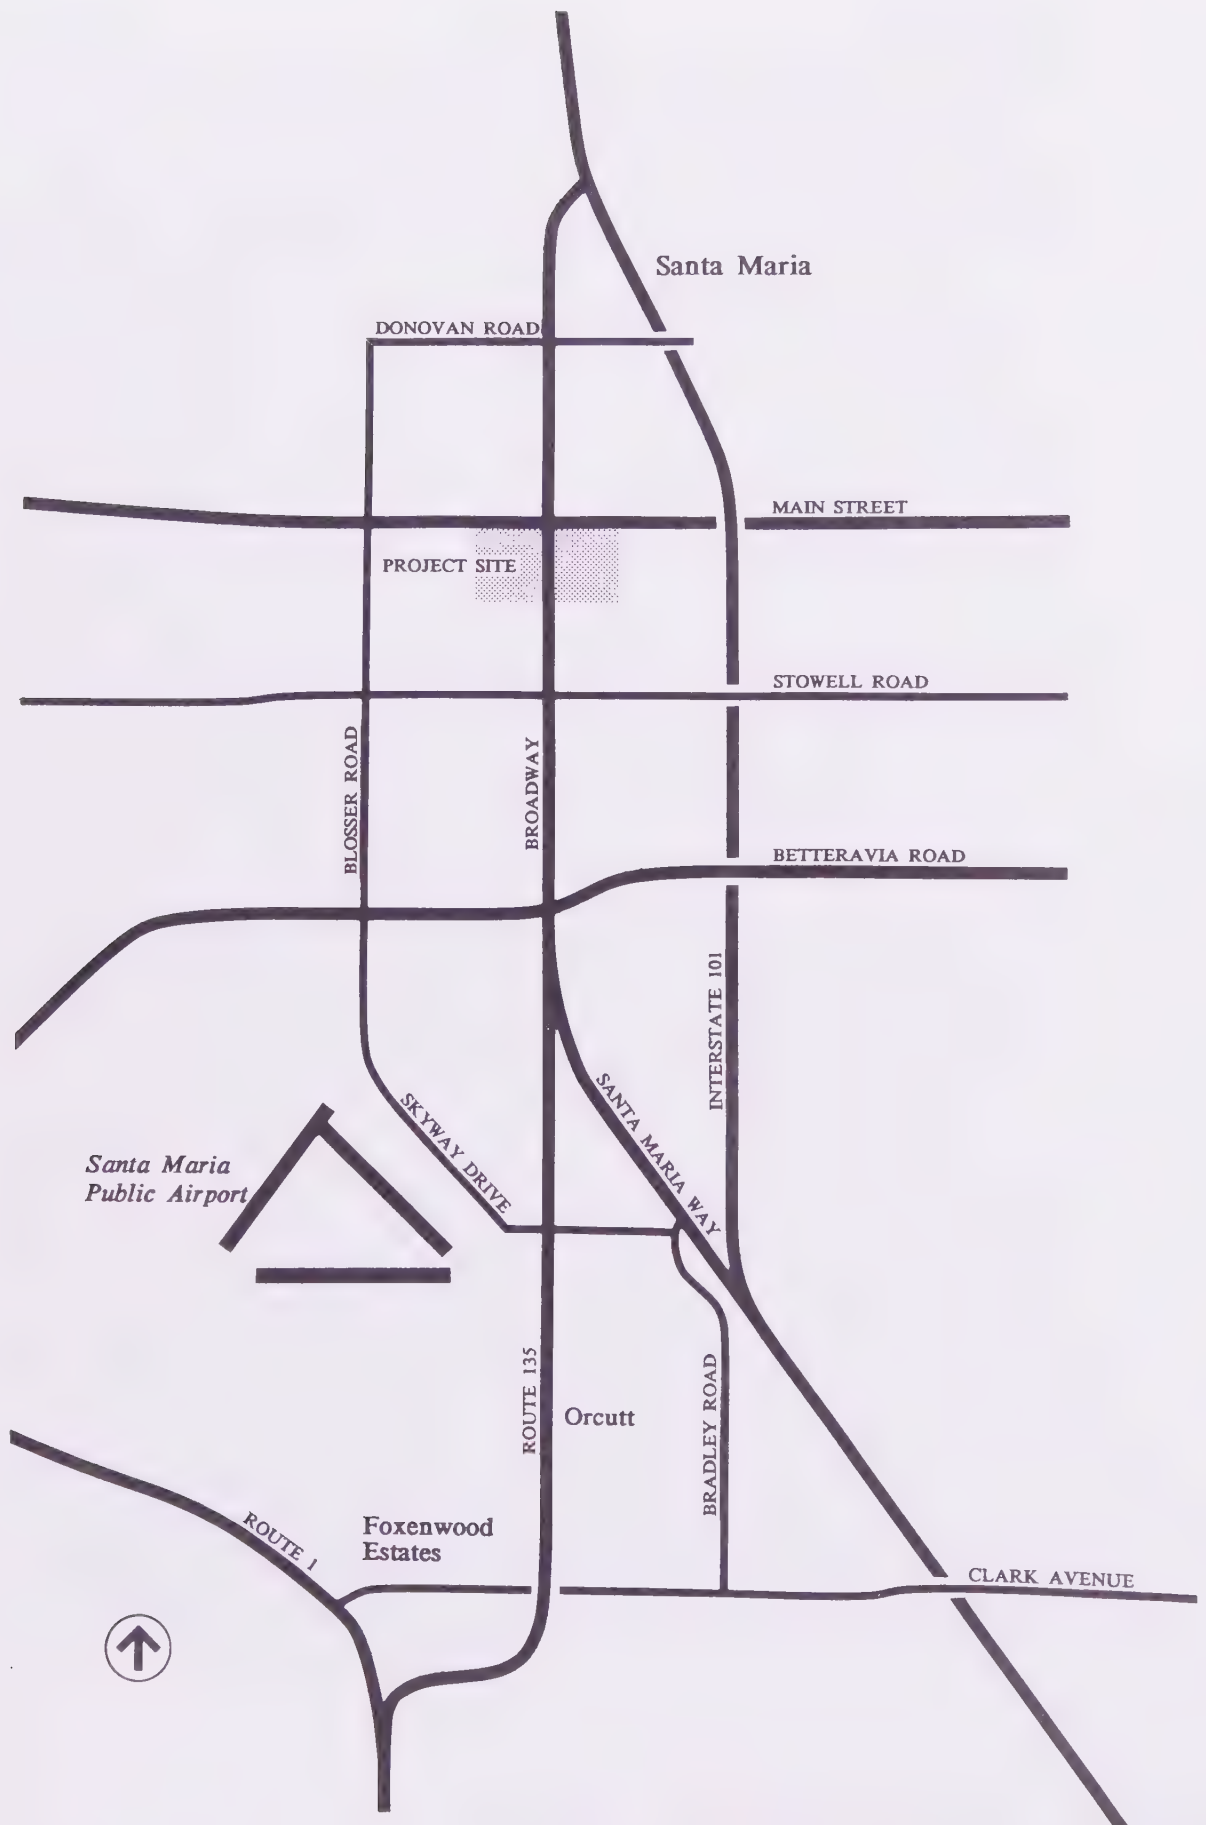 Santa Maria
DONOVAN ROAD
MAIN STREET
PROJECT SITE
STOWELL ROAD
BLOSSER ROAD
BROADWAY
BETTERAVIA ROAD
INTERSTATE 101
SANTA MARIA WAY
SKYWAY DRIVE
Santa Maria
Public Airport
ROUTE 135
Orcutt
BRADLEY ROAD
ROUTE 1
Foxenwood
Estates
CLARK AVENUE